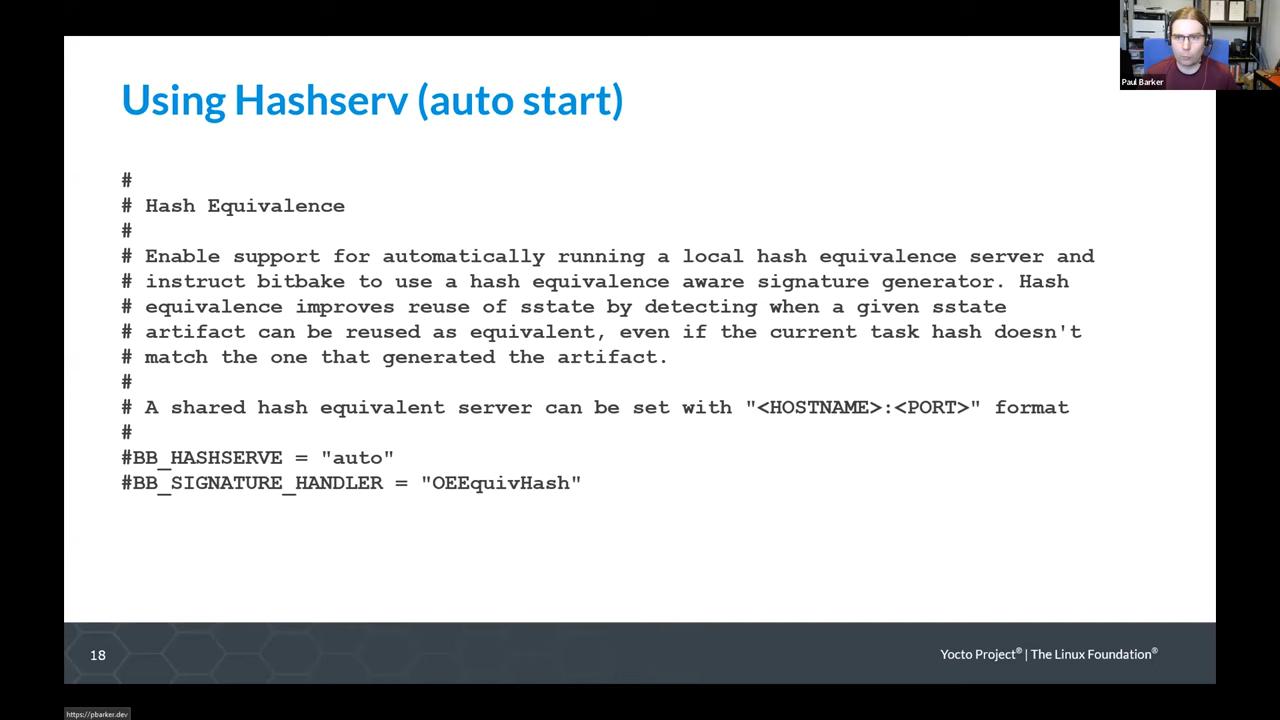 Paul Barker
Using Hashserv (auto start)
#
# Hash Equivalence
#
# Enable support for automatically running a local hash equivalence server and
# instruct bitbake to use a hash equivalence aware signature generator. Hash
# equivalence improves reuse of sstate by detecting when a given sstate
# artifact can be reused as equivalent, even if the current task hash doesn't
# match the one that generated the artifact.
#
# A shared hash equivalent server can be set with "<HOSTNAME>:<PORT>" format
#
#BB_HASHSERVE = "auto"
#BB_SIGNATURE_HANDLER = "OEEquivHash"
18
Yocto Project® | The Linux Foundation®
https://pbarker.dev